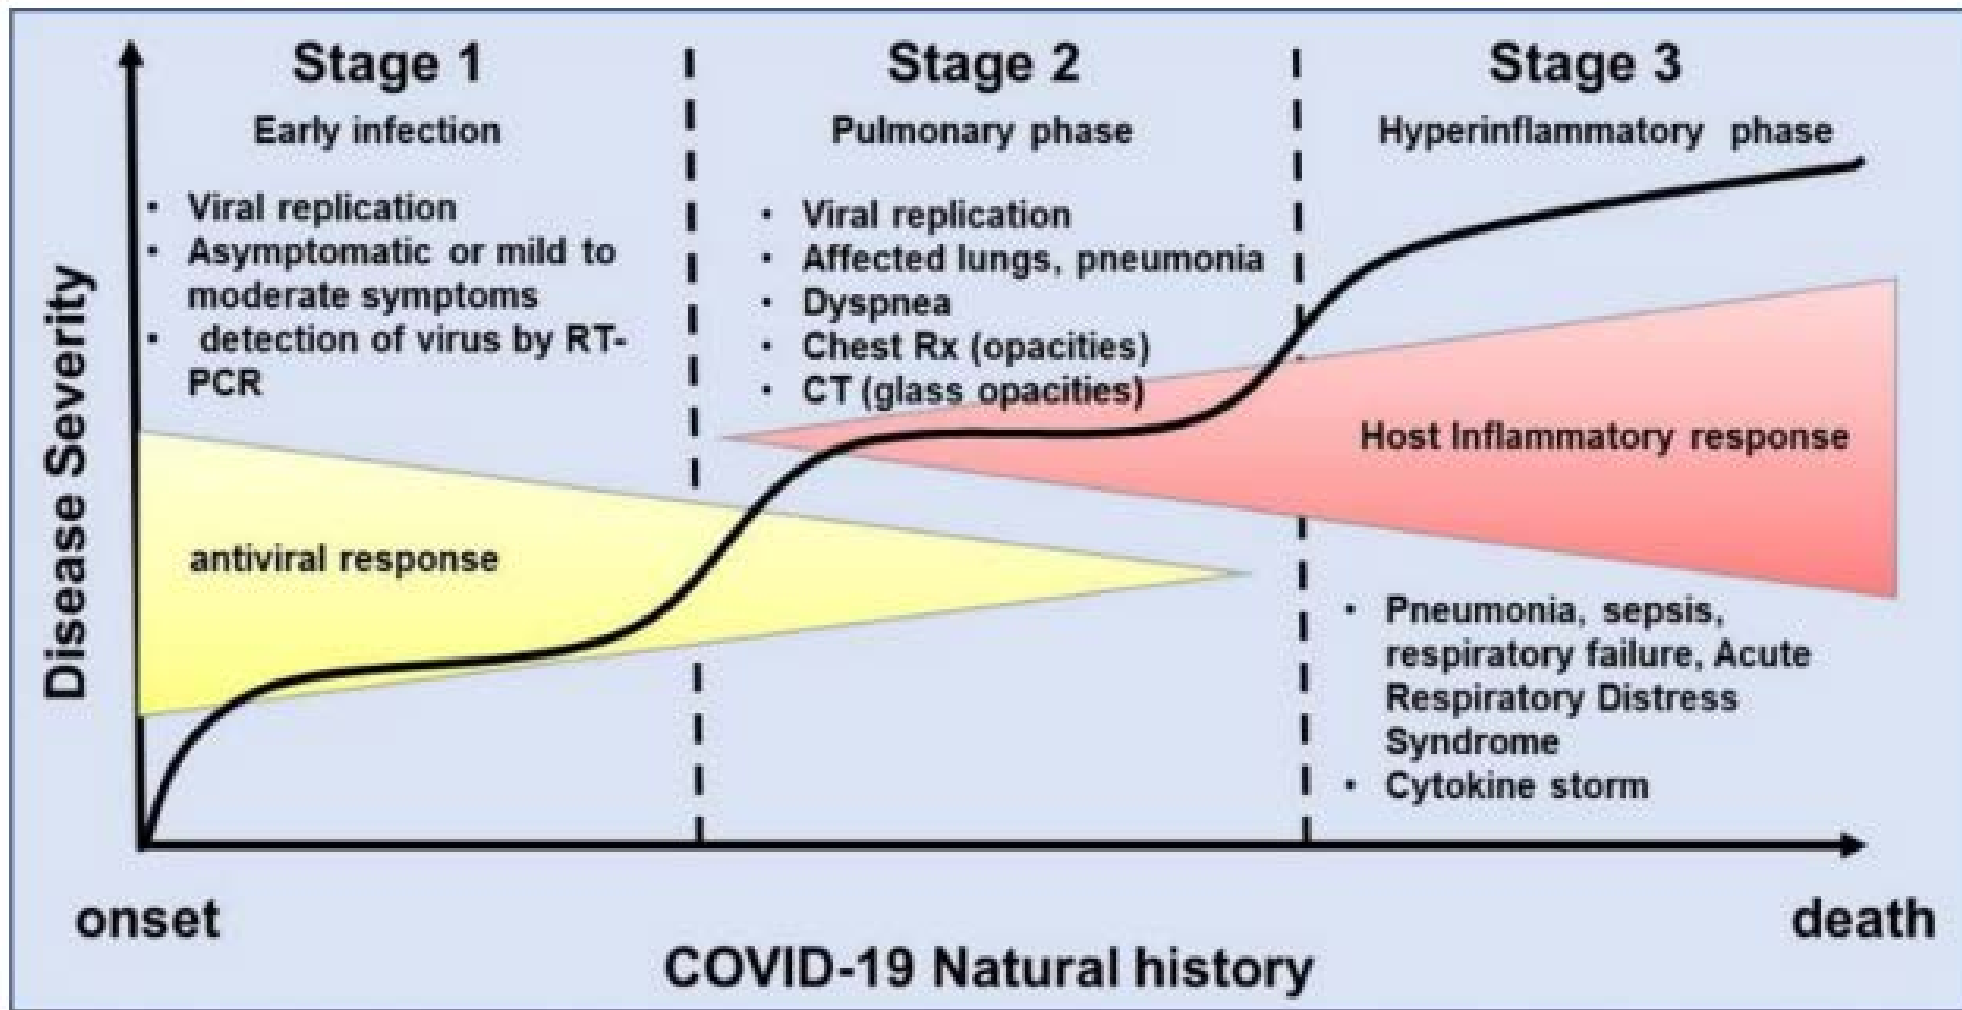 Stage 1
Early infection
• Viral replication
• Asymptomatic or mild to
moderate symptoms
• detection of virus by RT-
PCR
Stage 2
Pulmonary phase
• Viral replication
• Affected lungs, pneumonia
• Dyspnea
• Chest Rx (opacities)
• CT (glass opacities)
Stage 3
Hyperinflammatory phase
Host Inflammatory response
• Pneumonia, sepsis,
respiratory failure, Acute
Respiratory Distress
Syndrome
• Cytokine storm
antiviral response
Disease Severity
onset
death
COVID-19 Natural history